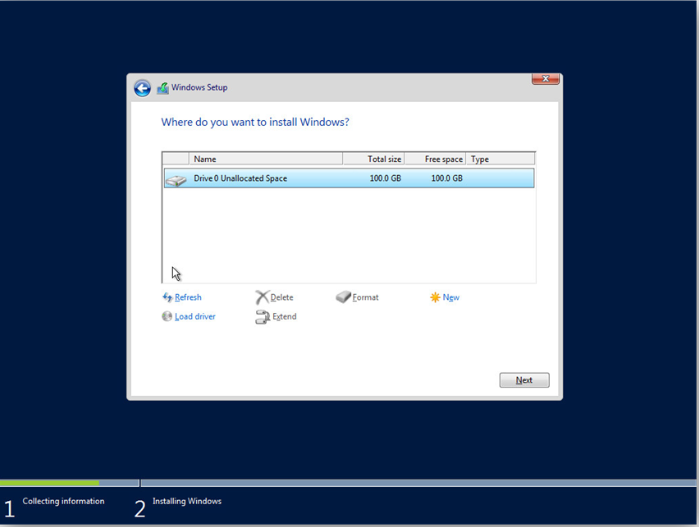 Windows Setup
Where do you want to install Windows?
Name Total size Free space Type
Drive 0 Unallocated Space 100.0 GB 100.0 GB
Refresh Delete Format New
Load driver Extend
Next
1 Collecting information 2 Installing Windows